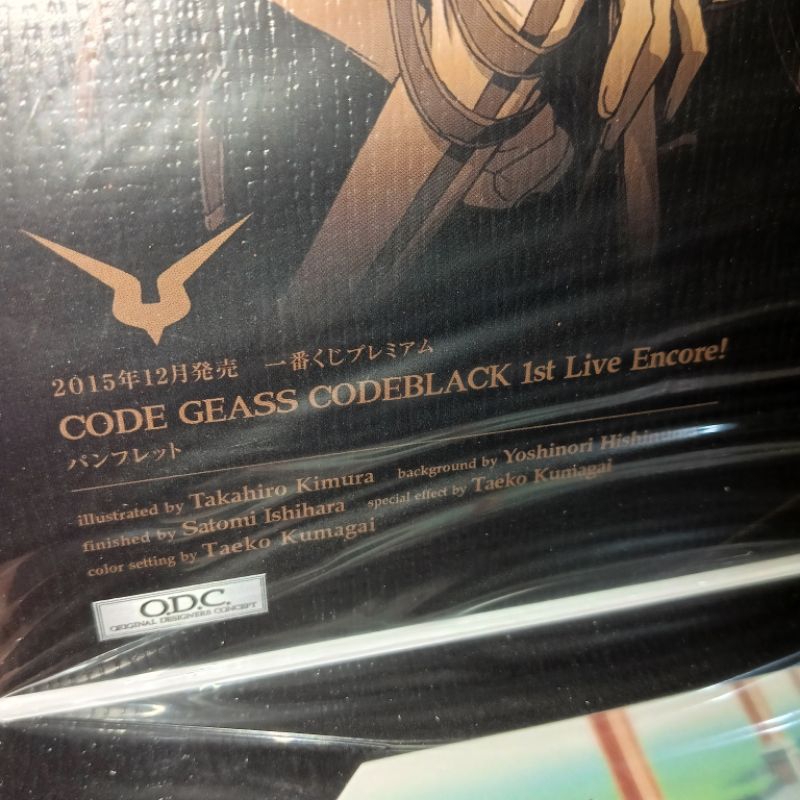 2015年12月発売 一番くじプレミアム
CODE GEASS CODEBLACK 1st Live Encore!
パンフレット
illustrated by Takahiro Kimura background by Yoshinori Hishinuma
finished by Satomi Ishihara special effect by Taeko Kumagai
color setting by Taeko Kumagai
O.D.C.
ORIGINAL DESIGNERS CONCEPT